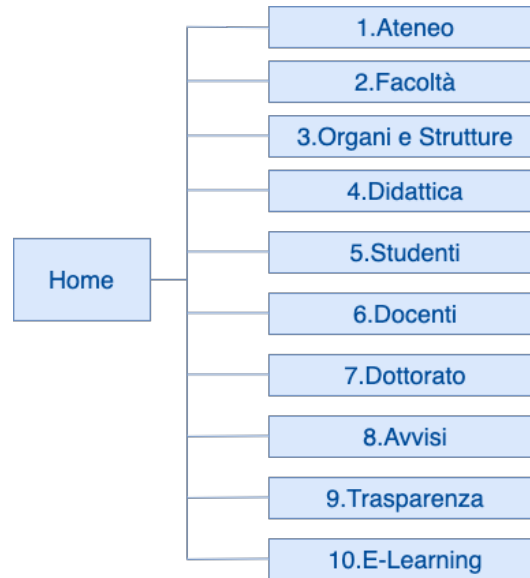 1.Ateneo
2.Facoltà
3.Organi e Strutture
4.Didattica
Home
5.Studenti
6.Docenti
7.Dottorato
8.Avvisi
9.Trasparenza
10.E-Learning